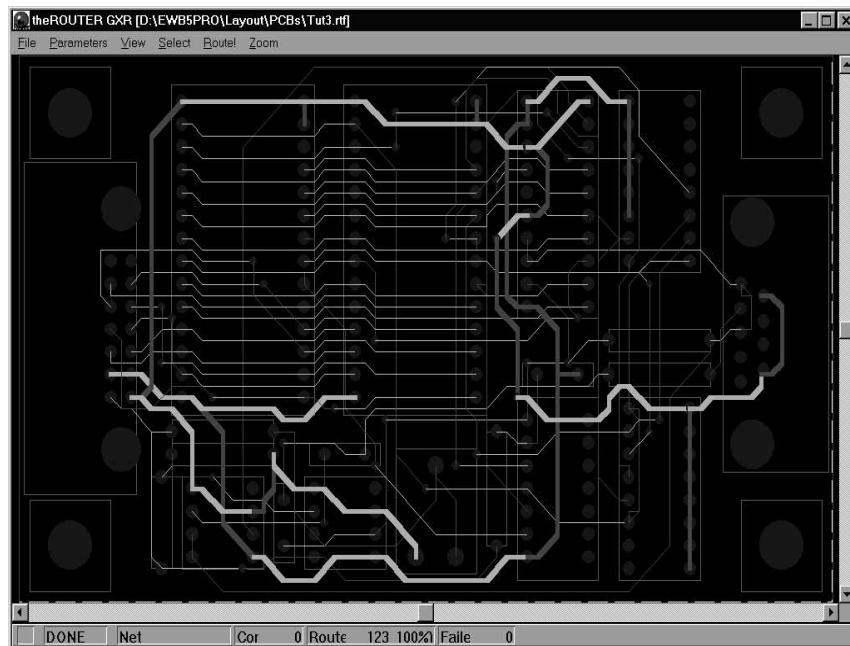 theROUTER GXR [D:\EWB5PRO\Layout\PCBs\Tut3.rtf]
File Parameters View Select Route! Zoom
DONE Net Cor 0 Route 123 100% Faile 0